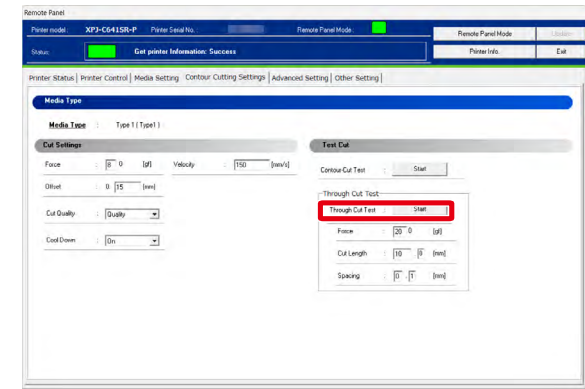 Remote Panel
Printer model : XPJ-C641SR-P Printer Serial No. : Remote Panel Mode :
Remote Panel Mode
Status: Get printer Information: Success
Printer Info. Exit
Printer Status Printer Control Media Setting Contour Cutting Settings Advanced Setting Other Setting
Media Type
Media Type : Type 1 ( Type1 )
Cut Settings
Force : 8 0 [gf] Velocity : 150 [mm/s]
Offset : 0. 15 [mm]
Cut Quality : Quality
Cool Down : On
Test Cut
Contour-Cut Test : Start
Through Cut Test
Through Cut Test : Start
Force : 20 0 [gf]
Cut Length : 10 . 0 [mm]
Spacing : 0 . 1 [mm]